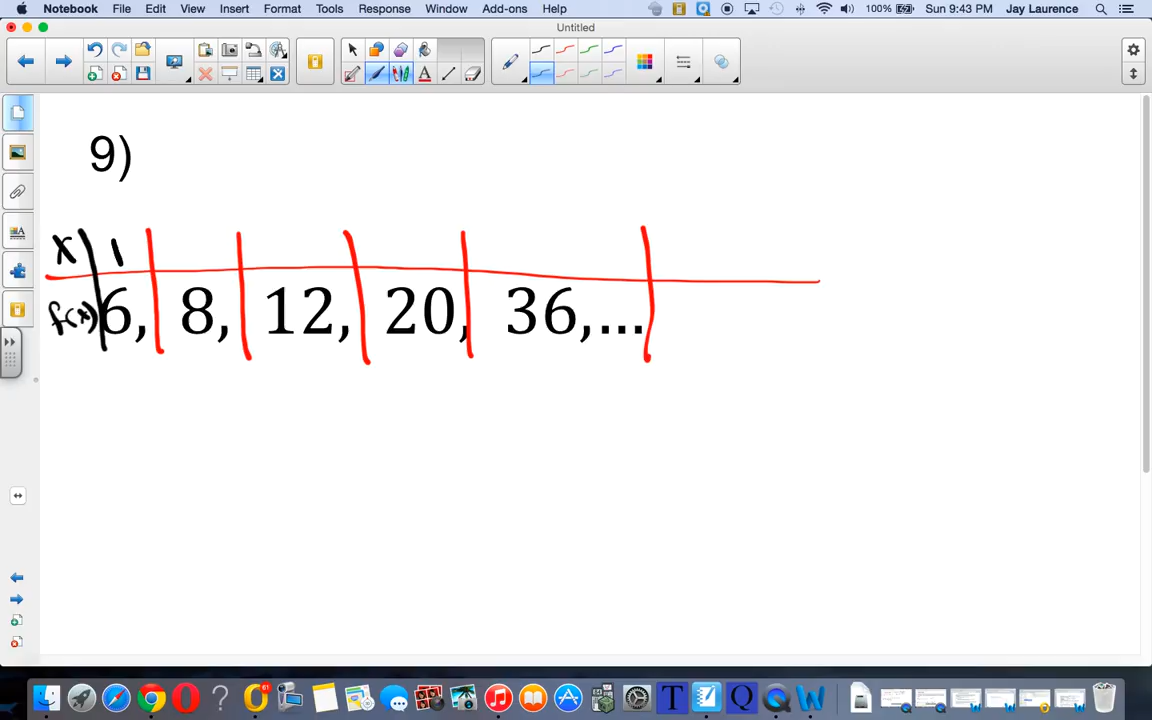 Notebook File Edit View Insert Format Tools Response Window Add-ons Help 100% Sun 9:43 PM Jay Laurence
Untitled
9)
x 1
f(x) 6, 8, 12, 20, 36,...